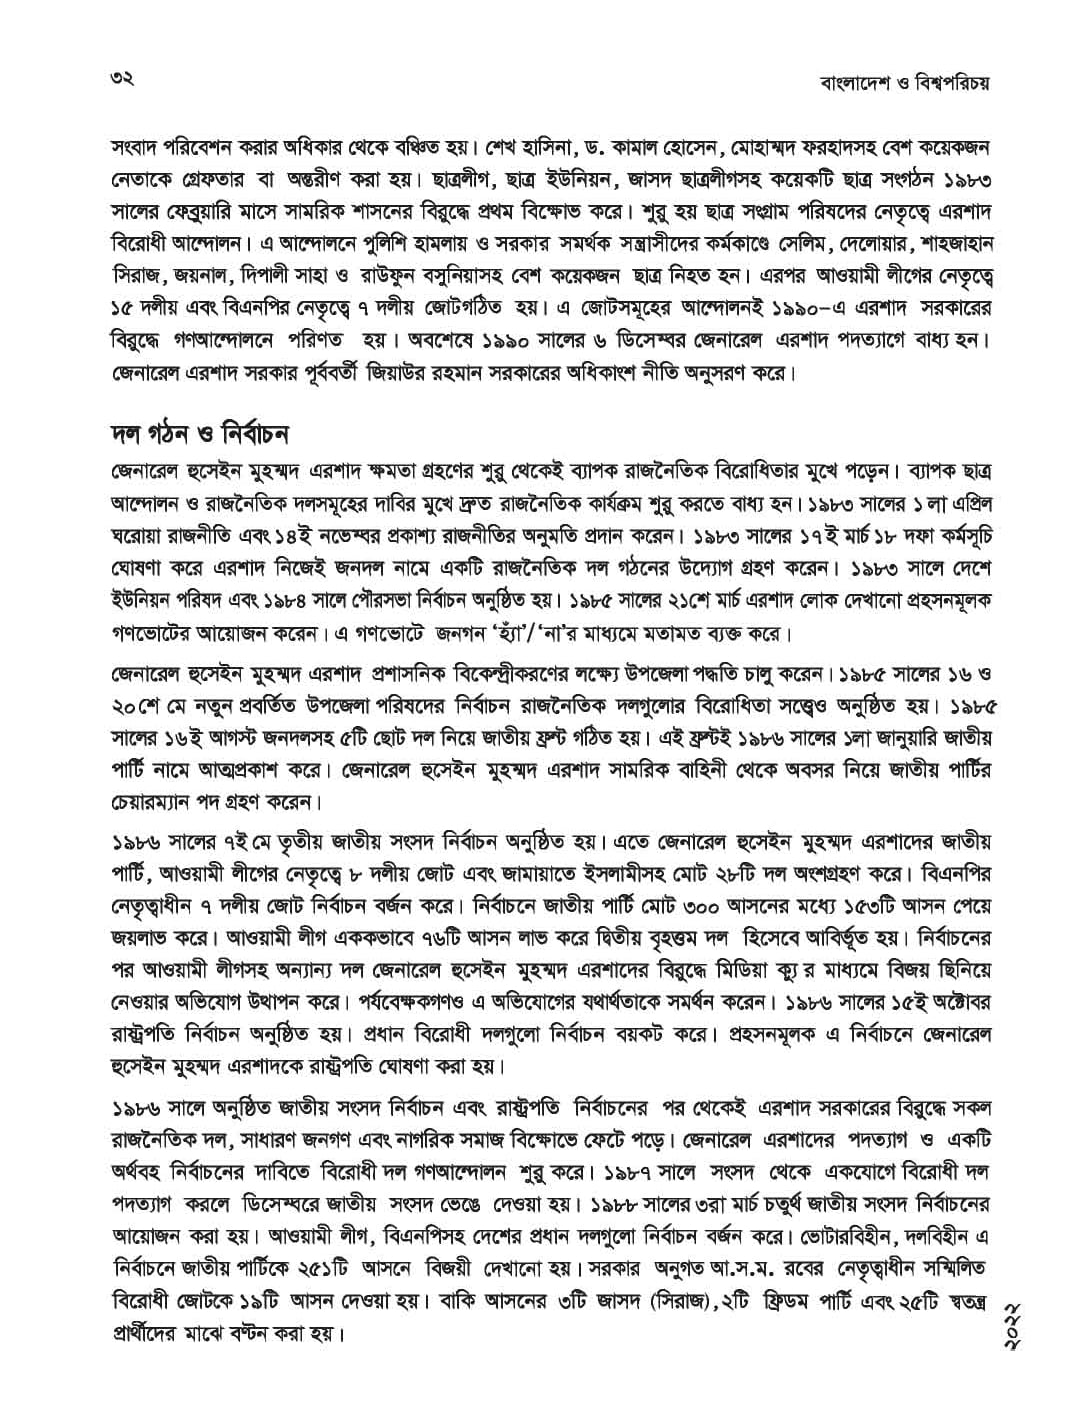 ৩২
বাংলাদেশ ও বিশ্বপরিচয়
সংবাদ পরিবেশন করার অধিকার থেকে বঞ্চিত হয়। শেখ হাসিনা, ড. কামাল হোসেন, মোহাম্মদ ফরহাদসহ বেশ কয়েকজন
নেতাকে গ্রেফতার বা অন্তরীণ করা হয়। ছাত্রলীগ, ছাত্র ইউনিয়ন, জাসদ ছাত্রলীগসহ কয়েকটি ছাত্র সংগঠন ১৯৮৩
সালের ফেব্রুয়ারি মাসে সামরিক শাসনের বিরুদ্ধে প্রথম বিক্ষোভ করে। শুরু হয় ছাত্র সংগ্রাম পরিষদের নেতৃত্বে এরশাদ
বিরোধী আন্দোলন। এ আন্দোলনে পুলিশি হামলায় ও সরকার সমর্থক সন্ত্রাসীদের কর্মকাণ্ডে সেলিম, দেলোয়ার, শাহজাহান
সিরাজ, জয়নাল, দিপালী সাহা ও রাউফুন বসুনিয়াসহ বেশ কয়েকজন ছাত্র নিহত হন। এরপর আওয়ামী লীগের নেতৃত্বে
১৫ দলীয় এবং বিএনপির নেতৃত্বে ৭ দলীয় জোটগঠিত হয়। এ জোটসমূহের আন্দোলনই ১৯৯০-এ এরশাদ সরকারের
বিরুদ্ধে গণআন্দোলনে পরিণত হয়। অবশেষে ১৯৯০ সালের ৬ ডিসেম্বর জেনারেল এরশাদ পদত্যাগে বাধ্য হন।
জেনারেল এরশাদ সরকার পূর্ববর্তী জিয়াউর রহমান সরকারের অধিকাংশ নীতি অনুসরণ করে।
দল গঠন ও নির্বাচন
জেনারেল হুসেইন মুহম্মদ এরশাদ ক্ষমতা গ্রহণের শুরু থেকেই ব্যাপক রাজনৈতিক বিরোধিতার মুখে পড়েন। ব্যাপক ছাত্র
আন্দোলন ও রাজনৈতিক দলসমূহের দাবির মুখে দ্রুত রাজনৈতিক কার্যক্রম শুরু করতে বাধ্য হন। ১৯৮৩ সালের ১লা এপ্রিল
ঘরোয়া রাজনীতি এবং ১৪ই নভেম্বর প্রকাশ্য রাজনীতির অনুমতি প্রদান করেন। ১৯৮৩ সালের ১৭ই মার্চ ১৮ দফা কর্মসূচি
ঘোষণা করে এরশাদ নিজেই জনদল নামে একটি রাজনৈতিক দল গঠনের উদ্যোগ গ্রহণ করেন। ১৯৮৩ সালে দেশে
ইউনিয়ন পরিষদ এবং ১৯৮৪ সালে পৌরসভা নির্বাচন অনুষ্ঠিত হয়। ১৯৮৫ সালের ২১শে মার্চ এরশাদ লোক দেখানো প্রহসনমূলক
গণভোটের আয়োজন করেন। এ গণভোটে জনগন ‘হ্যাঁ’/‘না’র মাধ্যমে মতামত ব্যক্ত করে।
জেনারেল হুসেইন মুহম্মদ এরশাদ প্রশাসনিক বিকেন্দ্রীকরণের লক্ষ্যে উপজেলা পদ্ধতি চালু করেন। ১৯৮৫ সালের ১৬ ও
২০শে মে নতুন প্রবর্তিত উপজেলা পরিষদের নির্বাচন রাজনৈতিক দলগুলোর বিরোধিতা সত্ত্বেও অনুষ্ঠিত হয়। ১৯৮৫
সালের ১৬ই আগস্ট জনদলসহ ৫টি ছোট দল নিয়ে জাতীয় ফ্রন্ট গঠিত হয়। এই ফ্রন্টই ১৯৮৬ সালের ১লা জানুয়ারি জাতীয়
পার্টি নামে আত্মপ্রকাশ করে। জেনারেল হুসেইন মুহম্মদ এরশাদ সামরিক বাহিনী থেকে অবসর নিয়ে জাতীয় পার্টির
চেয়ারম্যান পদ গ্রহণ করেন।
১৯৮৬ সালের ৭ই মে তৃতীয় জাতীয় সংসদ নির্বাচন অনুষ্ঠিত হয়। এতে জেনারেল হুসেইন মুহম্মদ এরশাদের জাতীয়
পার্টি, আওয়ামী লীগের নেতৃত্বে ৮ দলীয় জোট এবং জামায়াতে ইসলামীসহ মোট ২৮টি দল অংশগ্রহণ করে। বিএনপির
নেতৃত্বাধীন ৭ দলীয় জোট নির্বাচন বর্জন করে। নির্বাচনে জাতীয় পার্টি মোট ৩০০ আসনের মধ্যে ১৫৩টি আসন পেয়ে
জয়লাভ করে। আওয়ামী লীগ এককভাবে ৭৬টি আসন লাভ করে দ্বিতীয় বৃহত্তম দল হিসেবে আবির্ভূত হয়। নির্বাচনের
পর আওয়ামী লীগসহ অন্যান্য দল জেনারেল হুসেইন মুহম্মদ এরশাদের বিরুদ্ধে মিডিয়া ক্যু র মাধ্যমে বিজয় ছিনিয়ে
নেওয়ার অভিযোগ উত্থাপন করে। পর্যবেক্ষকগণও এ অভিযোগের যথার্থতাকে সমর্থন করেন। ১৯৮৬ সালের ১৫ই অক্টোবর
রাষ্ট্রপতি নির্বাচন অনুষ্ঠিত হয়। প্রধান বিরোধী দলগুলো নির্বাচন বয়কট করে। প্রহসনমূলক এ নির্বাচনে জেনারেল
হুসেইন মুহম্মদ এরশাদকে রাষ্ট্রপতি ঘোষণা করা হয়।
১৯৮৬ সালে অনুষ্ঠিত জাতীয় সংসদ নির্বাচন এবং রাষ্ট্রপতি নির্বাচনের পর থেকেই এরশাদ সরকারের বিরুদ্ধে সকল
রাজনৈতিক দল, সাধারণ জনগণ এবং নাগরিক সমাজ বিক্ষোভে ফেটে পড়ে। জেনারেল এরশাদের পদত্যাগ ও একটি
অর্থবহ নির্বাচনের দাবিতে বিরোধী দল গণআন্দোলন শুরু করে। ১৯৮৭ সালে সংসদ থেকে একযোগে বিরোধী দল
পদত্যাগ করলে ডিসেম্বরে জাতীয় সংসদ ভেঙে দেওয়া হয়। ১৯৮৮ সালের ৩রা মার্চ চতুর্থ জাতীয় সংসদ নির্বাচনের
আয়োজন করা হয়। আওয়ামী লীগ, বিএনপিসহ দেশের প্রধান দলগুলো নির্বাচন বর্জন করে। ভোটারবিহীন, দলবিহীন এ
নির্বাচনে জাতীয় পার্টিকে ২৫১টি আসনে বিজয়ী দেখানো হয়। সরকার অনুগত আ.স.ম. রবের নেতৃত্বাধীন সম্মিলিত
বিরোধী জোটকে ১৯টি আসন দেওয়া হয়। বাকি আসনের ৩টি জাসদ (সিরাজ), ২টি ফ্রিডম পার্টি এবং ২৫টি স্বতন্ত্র
প্রার্থীদের মাঝে বণ্টন করা হয়।
২০২২